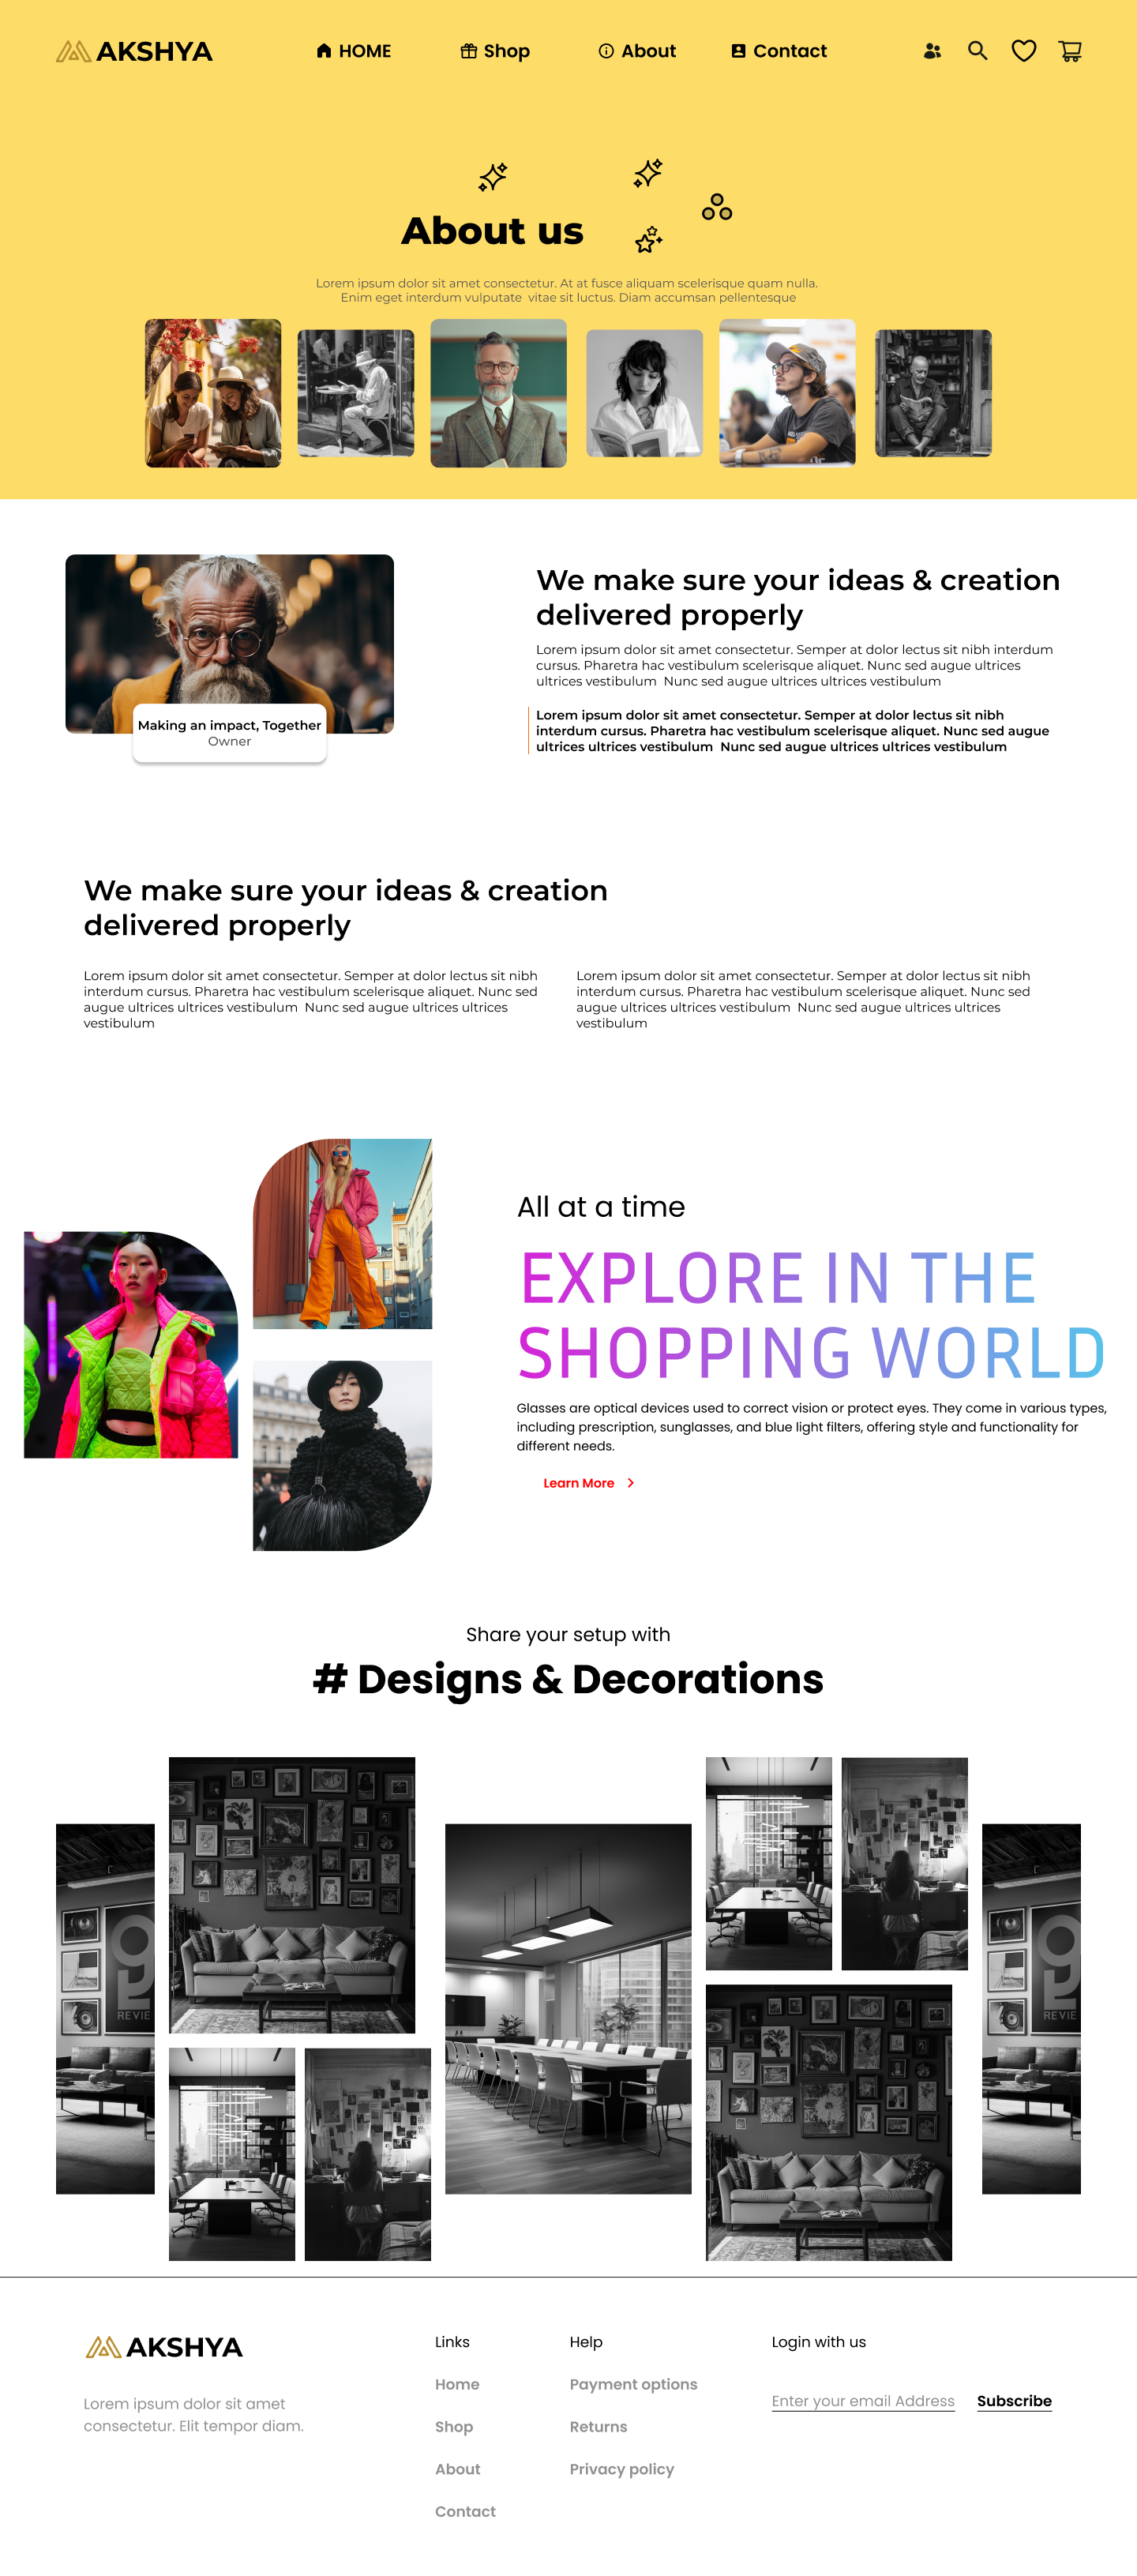 AKSHYA
HOME
Shop
About
Contact
About us
Lorem ipsum dolor sit amet consectetur. At at fusce aliquam scelerisque quam nulla.
Enim eget interdum vulputate vitae sit luctus. Diam accumsan pellentesque
Making an impact, Together
Owner
We make sure your ideas & creation
delivered properly
Lorem ipsum dolor sit amet consectetur. Semper at dolor lectus sit nibh interdum
cursus. Pharetra hac vestibulum scelerisque aliquet. Nunc sed augue ultrices
ultrices vestibulum Nunc sed augue ultrices ultrices vestibulum
Lorem ipsum dolor sit amet consectetur. Semper at dolor lectus sit nibh
interdum cursus. Pharetra hac vestibulum scelerisque aliquet. Nunc sed augue
ultrices ultrices vestibulum Nunc sed augue ultrices ultrices vestibulum
We make sure your ideas & creation
delivered properly
Lorem ipsum dolor sit amet consectetur. Semper at dolor lectus sit nibh
interdum cursus. Pharetra hac vestibulum scelerisque aliquet. Nunc sed
augue ultrices ultrices vestibulum Nunc sed augue ultrices ultrices
vestibulum
Lorem ipsum dolor sit amet consectetur. Semper at dolor lectus sit nibh
interdum cursus. Pharetra hac vestibulum scelerisque aliquet. Nunc sed
augue ultrices ultrices vestibulum Nunc sed augue ultrices ultrices
vestibulum
All at a time
EXPLORE IN THE
SHOPPING WORLD
Glasses are optical devices used to correct vision or protect eyes. They come in various types,
including prescription, sunglasses, and blue light filters, offering style and functionality for
different needs.
Learn More
Share your setup with
# Designs & Decorations
9
REVIE
9
REVIE
AKSHYA
Lorem ipsum dolor sit amet
consectetur. Elit tempor diam.
Links
Home
Shop
About
Contact
Help
Payment options
Returns
Privacy policy
Login with us
Enter your email Address
Subscribe